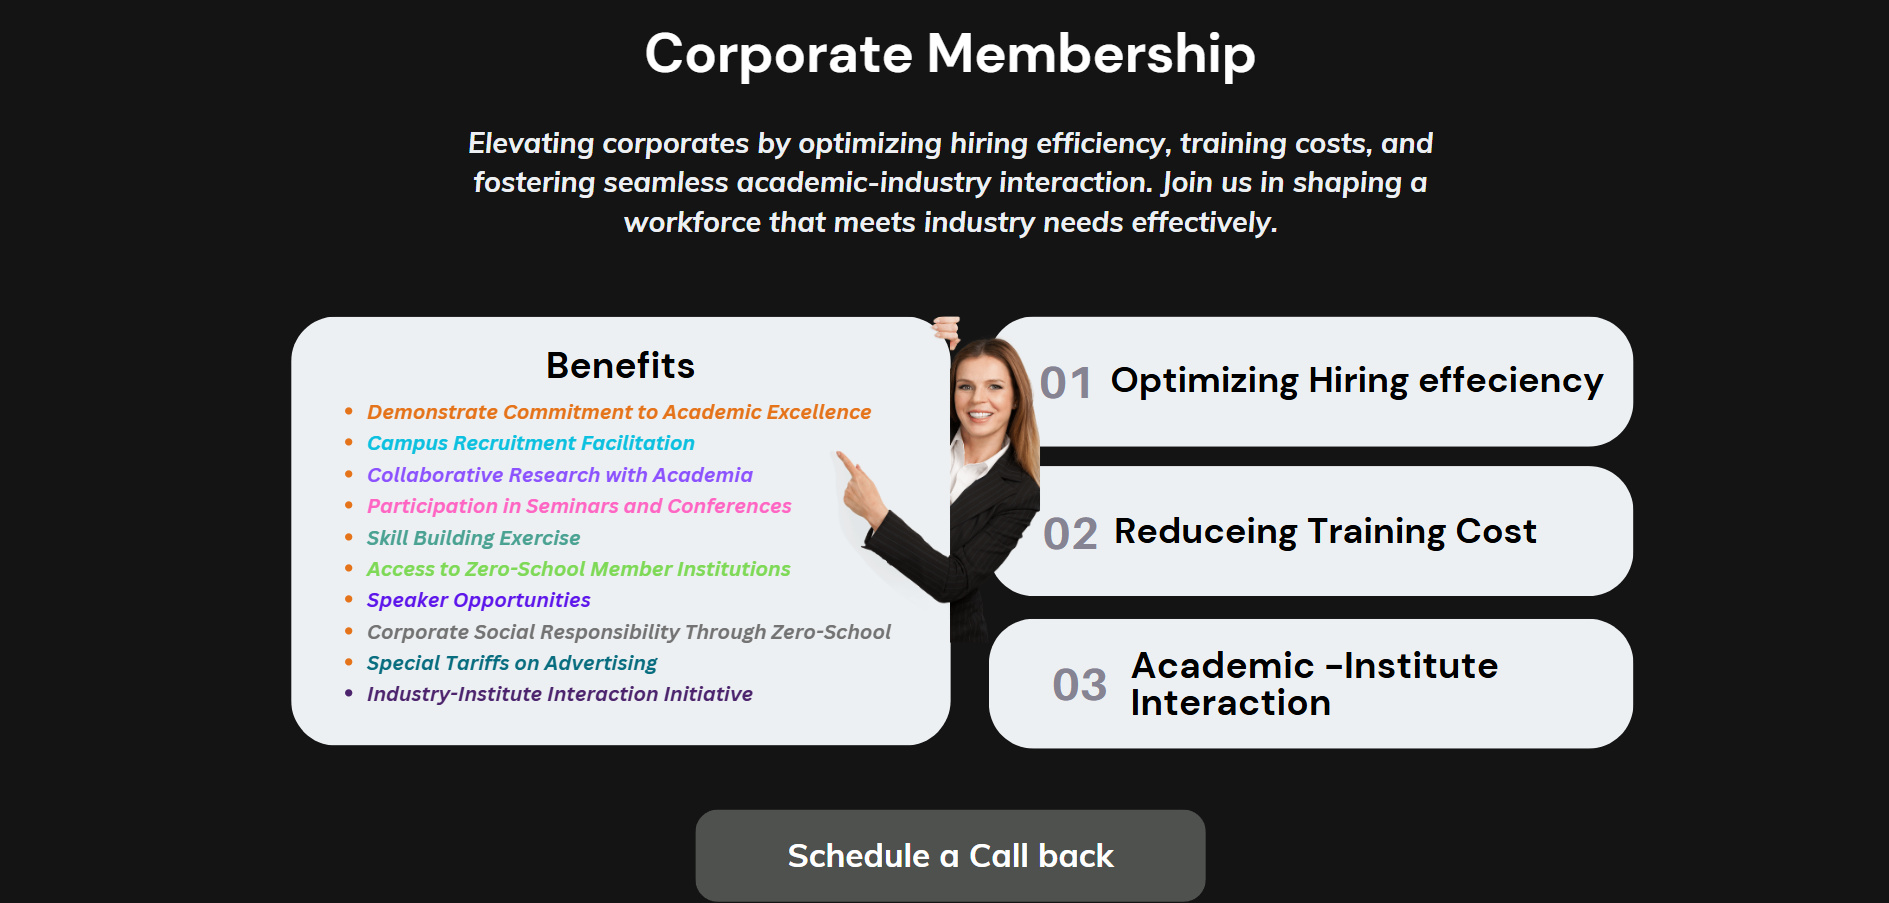 Corporate Membership
Elevating corporates by optimizing hiring efficiency, training costs, and
fostering seamless academic-industry interaction. Join us in shaping a
workforce that meets industry needs effectively.
Benefits
• Demonstrate Commitment to Academic Excellence
• Campus Recruitment Facilitation
• Collaborative Research with Academia
• Participation in Seminars and Conferences
• Skill Building Exercise
• Access to Zero-School Member Institutions
• Speaker Opportunities
• Corporate Social Responsibility Through Zero-School
• Special Tariffs on Advertising
• Industry-Institute Interaction Initiative
01 Optimizing Hiring effeciency
02 Reduceing Training Cost
03 Academic -Institute
Interaction
Schedule a Call back